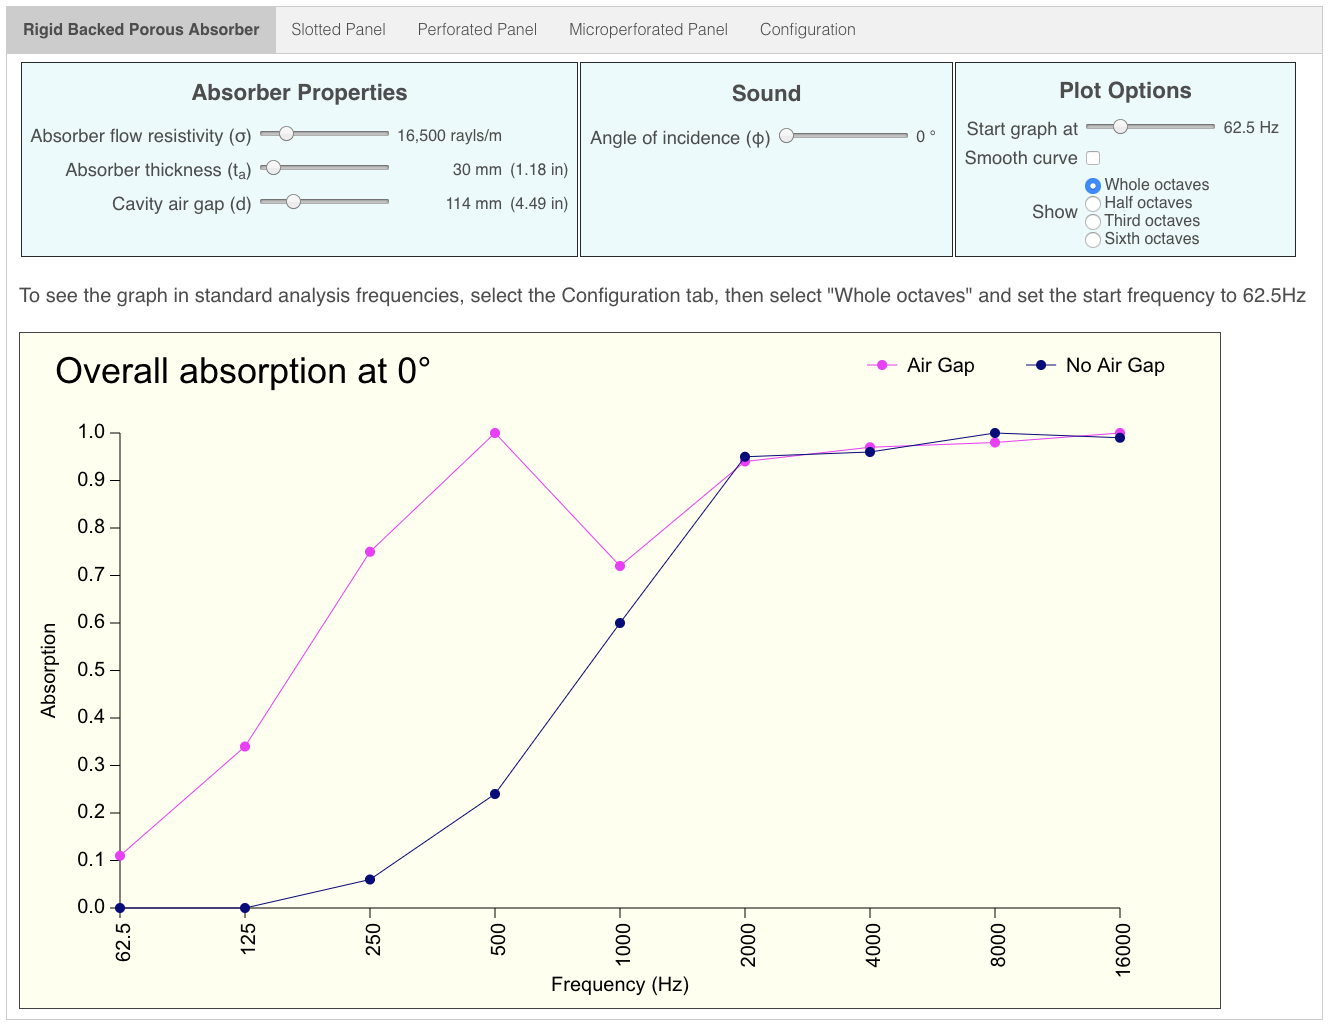 Rigid Backed Porous Absorber Slotted Panel Perforated Panel Microperforated Panel Configuration
Absorber Properties
Absorber flow resistivity (σ) 16,500 rayls/m
Absorber thickness (ta) 30 mm (1.18 in)
Cavity air gap (d) 114 mm (4.49 in)
Sound
Angle of incidence (φ) 0 °
Plot Options
Start graph at 62.5 Hz
Smooth curve
Show
Whole octaves
Half octaves
Third octaves
Sixth octaves
To see the graph in standard analysis frequencies, select the Configuration tab, then select "Whole octaves" and set the start frequency to 62.5Hz
Overall absorption at 0°
Air Gap No Air Gap
1.0
0.9
0.8
0.7
0.6
0.5
0.4
0.3
0.2
0.1
0.0
Absorption
62.5 125 250 500 1000 2000 4000 8000 16000
Frequency (Hz)